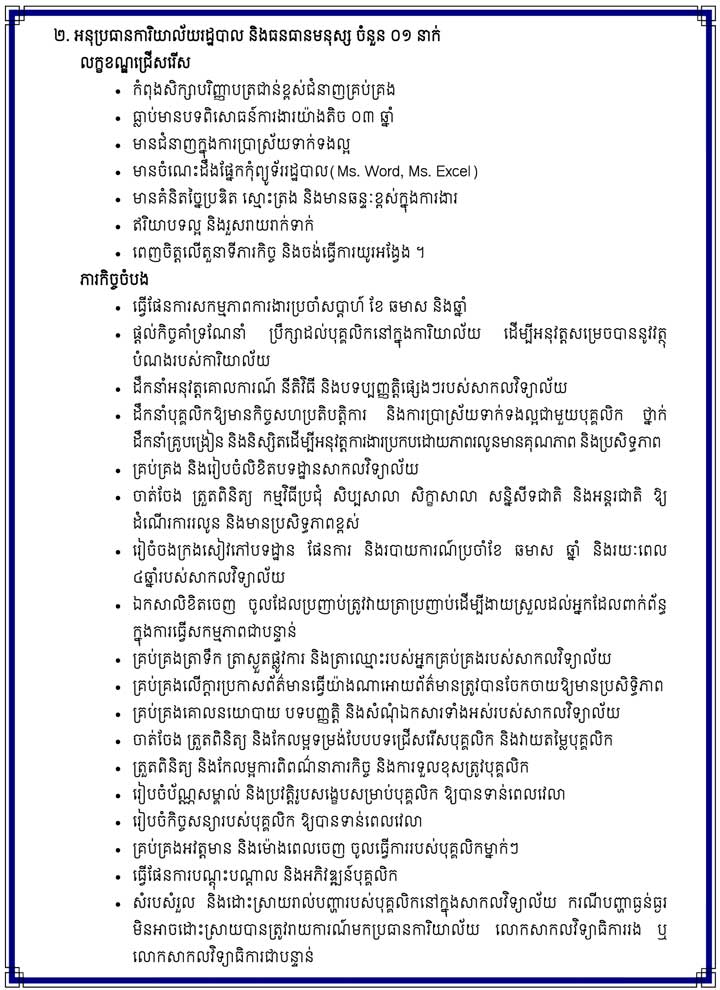 ២. អនុប្រធានការិយាល័យរដ្ឋបាល និងធនធានមនុស្ស ចំនួន ០១ នាក់
លក្ខខណ្ឌជ្រើសរើស
• កំពុងសិក្សាបរិញ្ញាបត្រជាន់ខ្ពស់ជំនាញគ្រប់គ្រង
• ធ្លាប់មានបទពិសោធន៍ការងារយ៉ាងតិច ០៣ ឆ្នាំ
• មានជំនាញក្នុងការប្រាស្រ័យទាក់ទងល្អ
• មានចំណេះដឹងផ្នែកកុំព្យូទ័ររដ្ឋបាល(Ms. Word, Ms. Excel)
• មានគំនិតច្នៃប្រឌិត ស្មោះត្រង់ និងមានឆន្ទៈខ្ពស់ក្នុងការងារ
• ឥរិយាបទល្អ និងរួសរាយរាក់ទាក់
• ពេញចិត្តលើតួនាទីភារកិច្ច និងចង់ធ្វើការយូរអង្វែង ។
ភារកិច្ចចំបង
• ធ្វើផែនការសកម្មភាពការងារប្រចាំសប្តាហ៍ ខែ ឆមាស និងឆ្នាំ
• ផ្តល់កិច្ចគាំទ្រណែនាំ ប្រឹក្សាដល់បុគ្គលិកនៅក្នុងការិយាល័យ ដើម្បីអនុវត្តសម្រេចបាននូវវត្ថុ
បំណងរបស់ការិយាល័យ
• ដឹកនាំអនុវត្តគោលការណ៍ នីតិវិធី និងបទប្បញ្ញត្តិផ្សេងៗរបស់សាកលវិទ្យាល័យ
• ដឹកនាំបុគ្គលិកឱ្យមានកិច្ចសហប្រតិបត្តិការ និងការប្រាស្រ័យទាក់ទងល្អជាមួយបុគ្គលិក ថ្នាក់
ដឹកនាំគ្រូបង្រៀន និងនិស្សិតដើម្បីអនុវត្តការងារប្រកបដោយភាពរលូនមានគុណភាព និងប្រសិទ្ធភាព
• គ្រប់គ្រង និងរៀបចំលិខិតបទដ្ឋានសាកលវិទ្យាល័យ
• ចាត់ចែង ត្រួតពិនិត្យ កម្មវិធីប្រជុំ សិប្បសាលា សិក្ខាសាលា សន្និសីទជាតិ និងអន្តរជាតិ ឱ្យ
ដំណើរការរលូន និងមានប្រសិទ្ធភាពខ្ពស់
• រៀចំចងក្រងសៀវភៅបទដ្ឋាន ផែនការ និងរបាយការណ៍ប្រចាំខែ ឆមាស ឆ្នាំ និងរយៈពេល
៤ឆ្នាំរបស់សាកលវិទ្យាល័យ
• ឯកសាលិខិតចេញ ចូលដែលប្រញាប់ត្រូវវាយត្រាប្រញាប់ដើម្បីងាយស្រួលដល់អ្នកដែលពាក់ព័ន្ធ
ក្នុងការធ្វើសកម្មភាពជាបន្ទាន់
• គ្រប់គ្រងត្រាទឹក ត្រាស្ងួតផ្លូវការ និងត្រាឈ្មោះរបស់អ្នកគ្រប់គ្រងរបស់សាកលវិទ្យាល័យ
• គ្រប់គ្រងលើក្តារប្រកាសព័ត៌មានធ្វើយ៉ាងណាអោយព័ត៌មានត្រូវបានចែកចាយឱ្យមានប្រសិទ្ធិភាព
• គ្រប់គ្រងគោលនយោបាយ បទបញ្ញត្តិ និងសំណុំឯកសារទាំងអស់របស់សាកលវិទ្យាល័យ
• ចាត់ចែង ត្រួតពិនិត្យ និងកែលម្អទម្រង់បែបបទជ្រើសរើសបុគ្គលិក និងវាយតម្លៃបុគ្គលិក
• ត្រួតពិនិត្យ និងកែលម្អការពិពណ៌នាភារកិច្ច និងការទួលខុសត្រូវបុគ្គលិក
• រៀបចំប័ណ្ណសម្គាល់ និងប្រវត្តិរូបសង្ខេបសម្រាប់បុគ្គលិក ឱ្យបានទាន់ពេលវេលា
• រៀបចំកិច្ចសន្យារបស់បុគ្គលិក ឱ្យបានទាន់ពេលវេលា
• គ្រប់គ្រងអវត្តមាន និងម៉ោងពេលចេញ ចូលធ្វើការរបស់បុគ្គលិកម្នាក់ៗ
• ធ្វើផែនការបណ្តុះបណ្តាល និងអភិវឌ្ឍន៍បុគ្គលិក
• សំរបសំរួល និងដោះស្រាយរាល់បញ្ហារបស់បុគ្គលិកនៅក្នុងសាកលវិទ្យាល័យ ករណីបញ្ហាធ្ងន់ធ្ងរ
មិនអាចដោះស្រាយបានត្រូវរាយការណ៍មកប្រធានការិយាល័យ លោកសាកលវិទ្យាធិការរង ឬ
លោកសាកលវិទ្យាធិការជាបន្ទាន់